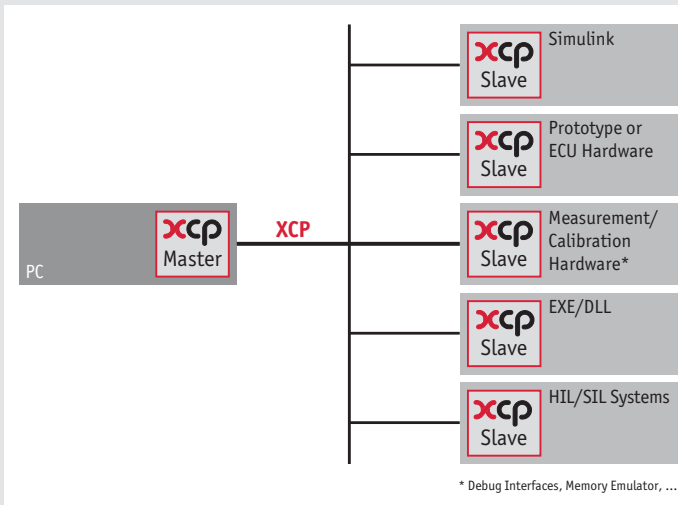 xcp
Slave
Simulink
xcp
Slave
Prototype or
ECU Hardware
PC
xcp
Master
XCP
xcp
Slave
Measurement/
Calibration
Hardware*
xcp
Slave
EXE/DLL
xcp
Slave
HIL/SIL Systems
* Debug Interfaces, Memory Emulator, ...